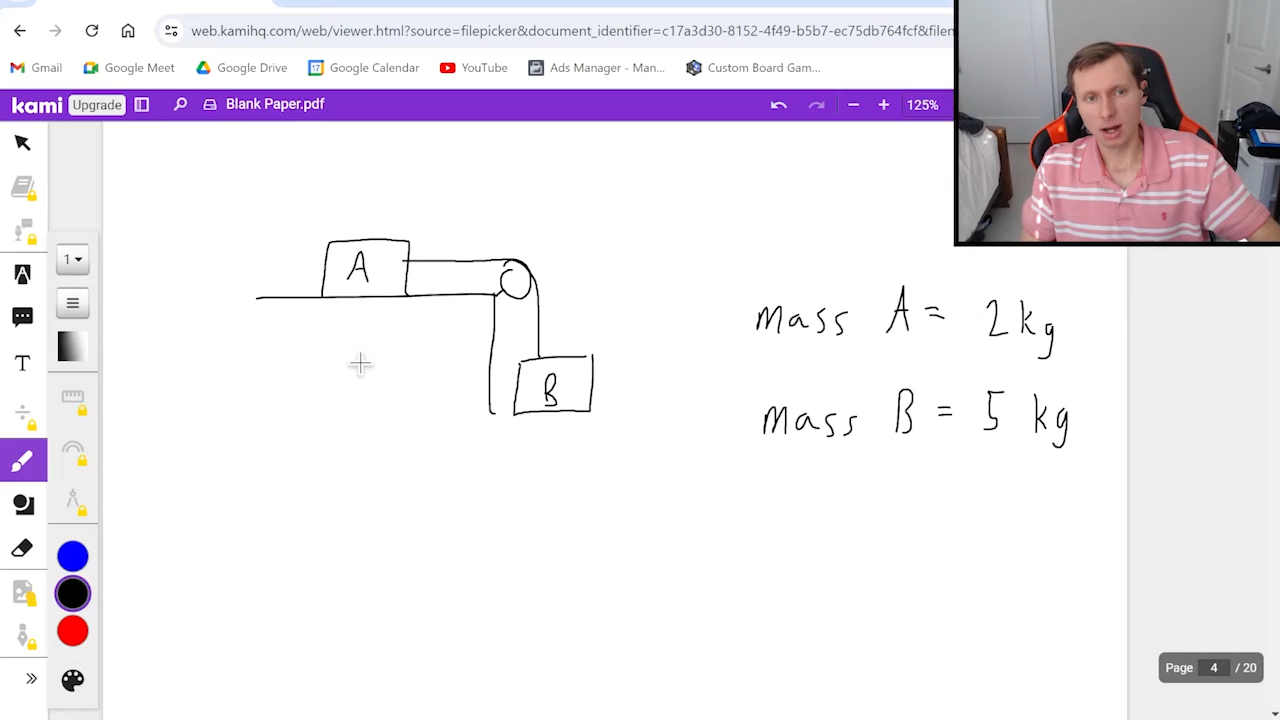 web.kamihq.com/web/viewer.html?source=filepicker&document_identifier=c17a3d30-8152-4f49-b5b7-ec75db764fcf&filen
Gmail Google Meet Google Drive 17 Google Calendar YouTube Ads Manager - Man... Custom Board Gam...
kami Upgrade Blank Paper.pdf 125%
A
B
mass A = 2 kg
mass B = 5 kg
1
A
T
Page 4 / 20